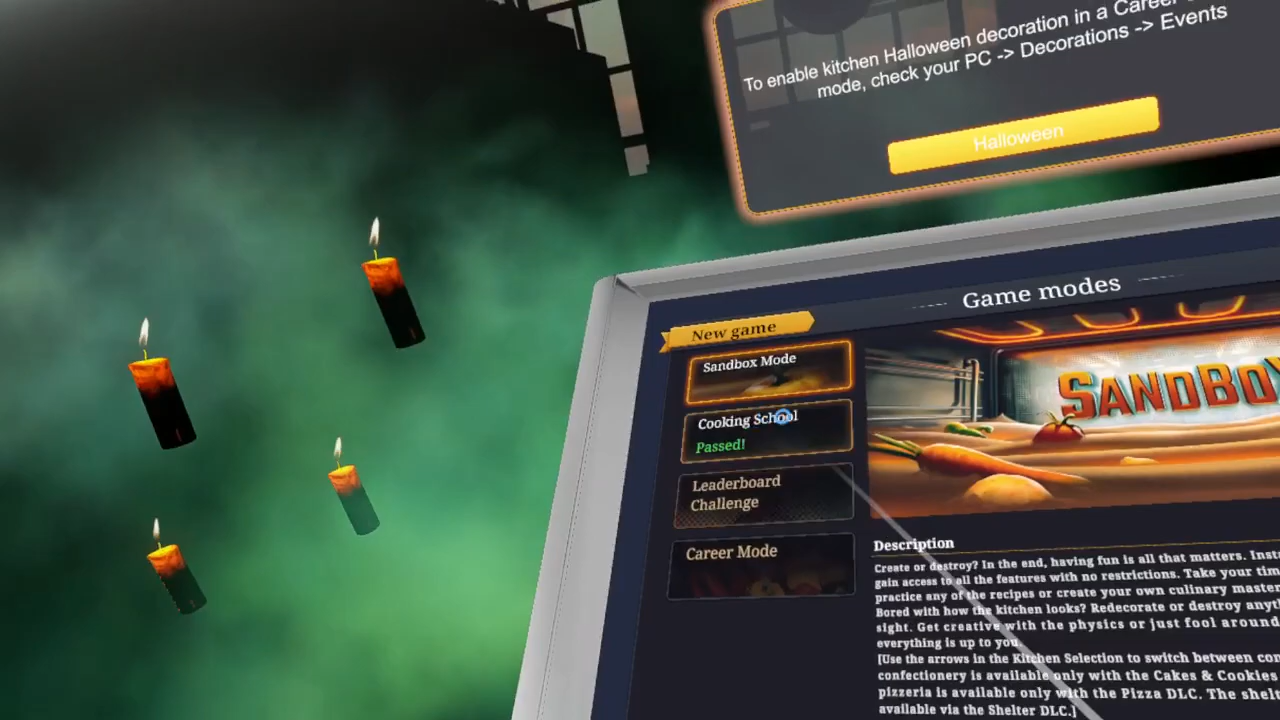 To enable kitchen Halloween decoration in a Career
mode, check your PC -> Decorations -> Events
Halloween
Game modes
New game
Sandbox Mode
Cooking School
Passed!
Leaderboard
Challenge
Career Mode
SANDBO
Description
Create or destroy? In the end, having fun is all that matters.
gain access to all the features with no restrictions. Take your
practice any of the recipes or create your own culinary
Bored with how the kitchen looks? Redecorate or destroy
sight. Get creative with the physics or just fool around
everything is up to you.
[Use the arrows in the Kitchen Selection to switch between
confectionery is available only with the Cakes & Cookies
pizzeria is available only with the Pizza DLC. The
available via the Shelter DLC.]